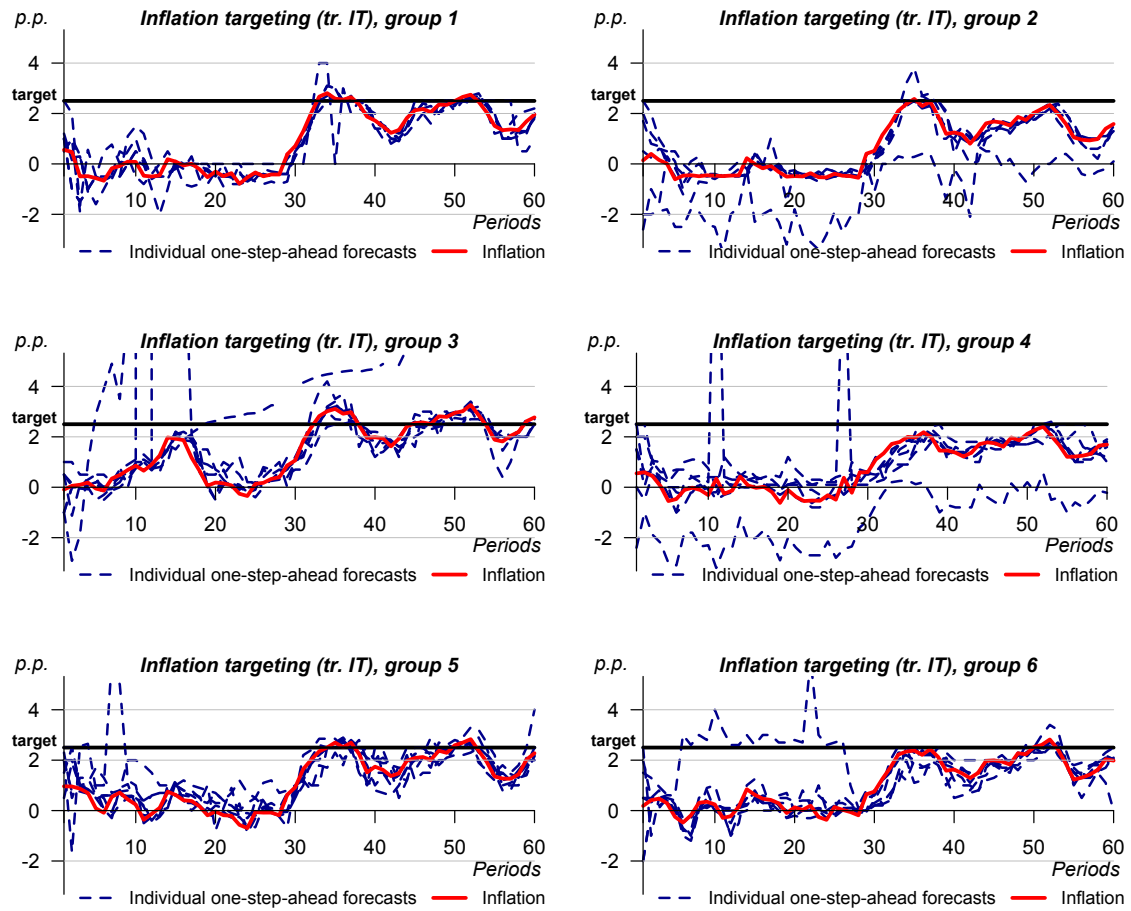 p.p.
Inflation targeting (tr. IT), group 1
4
target
2
0
-2
10
20
30
40
50
60
Periods
Individual one-step-ahead forecasts
Inflation
p.p.
Inflation targeting (tr. IT), group 2
4
target
2
0
-2
10
20
30
40
50
60
Periods
Individual one-step-ahead forecasts
Inflation
p.p.
Inflation targeting (tr. IT), group 3
4
target
2
0
-2
10
20
30
40
50
60
Periods
Individual one-step-ahead forecasts
Inflation
p.p.
Inflation targeting (tr. IT), group 4
4
target
2
0
-2
10
20
30
40
50
60
Periods
Individual one-step-ahead forecasts
Inflation
p.p.
Inflation targeting (tr. IT), group 5
4
target
2
0
-2
10
20
30
40
50
60
Periods
Individual one-step-ahead forecasts
Inflation
p.p.
Inflation targeting (tr. IT), group 6
4
target
2
0
-2
10
20
30
40
50
60
Periods
Individual one-step-ahead forecasts
Inflation